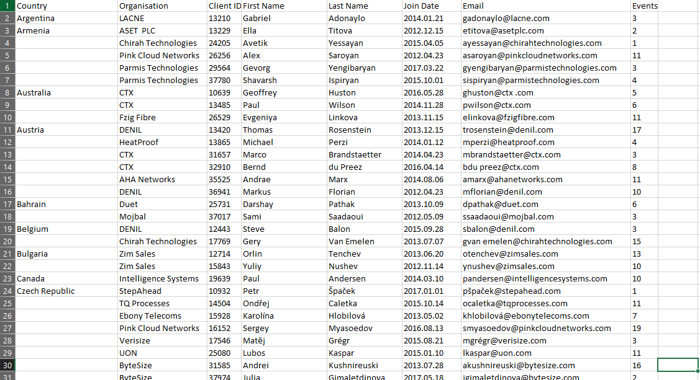 1 Country Organisation Client ID First Name Last Name Join Date Email Events
2 Argentina LACNE 13210 Gabriel Adonaylo 2014.01.21 gadonaylo@lacne.com 3
3 Armenia ASET PLC 13229 Ella Titova 2012.12.15 etitova@asetplc.com 2
4 Chirah Technologies 24205 Avetik Yessayan 2015.04.05 ayessayan@chirahtechnologies.com 1
5 Pink Cloud Networks 26256 Alex Saroyan 2012.04.23 asaroyan@pinkcloudnetworks.com 11
6 Parmis Technologies 29564 Gevorg Yengibaryan 2017.03.22 gyengibaryan@parmistechnologies.com 3
7 Parmis Technologies 37780 Shavarsh Ispiryan 2015.10.01 sispiryan@parmistechnologies.com 4
8 Australia CTX 10639 Geoffrey Huston 2016.05.28 ghuston@ctx .com 5
9 CTX 13485 Paul Wilson 2014.11.28 pwilson@ctx.com 6
10 Fzig Fibre 26529 Evgeniya Linkova 2013.11.15 elinkova@fzigfibre.com 11
11 Austria DENIL 13420 Thomas Rosenstein 2013.12.15 trosenstein@denil.com 17
12 HeatProof 13865 Michael Perzi 2014.01.12 mperzi@heatproof.com 4
13 CTX 31657 Marco Brandstaetter 2014.04.23 mbrandstaetter@ctx.com 3
14 CTX 32910 Bernd du Preez 2016.04.14 bdu preez@ctx.com 8
15 AHA Networks 35525 Andrae Marx 2014.08.06 amarx@ahanetworks.com 11
16 DENIL 36941 Markus Florian 2012.04.23 mflorian@denil.com 10
17 Bahrain Duet 25731 Darshay Pathak 2013.10.09 dpathak@duet.com 6
18 Mojbal 37017 Sami Saadaoui 2012.05.09 ssaadaoui@mojbal.com 3
19 Belgium DENIL 12443 Steve Balon 2015.09.28 sbalon@denil.com 3
20 Chirah Technologies 17769 Gery Van Emelen 2013.07.07 gvan emelen@chirahtechnologies.com 15
21 Bulgaria Zim Sales 12714 Orlin Tenchev 2013.06.20 otenchev@zimsales.com 13
22 Zim Sales 15843 Yuliy Nushev 2012.11.14 ynushev@zimsales.com 10
23 Canada Intelligence Systems 19639 Paul Andersen 2014.03.10 pandersen@intelligencesystems.com 10
24 Czech Republic StepAhead 10932 Petr Špaček 2017.01.01 pšpaček@stepahead.com 1
25 TQ Processes 14504 Ondřej Caletka 2015.10.14 ocaletka@tqprocesses.com 11
26 Ebony Telecoms 15928 Karolína Hlobilová 2013.05.02 khlobilová@ebonytelecoms.com 7
27 Pink Cloud Networks 16152 Sergey Myasoedov 2016.08.13 smyasoedov@pinkcloudnetworks.com 19
28 Verisize 17546 Matěj Grégr 2015.08.21 mgrégr@verisize.com 3
29 UON 25080 Lubos Kaspar 2015.01.10 lkaspar@uon.com 11
30 ByteSize 31585 Andrei Kushnireuski 2013.07.28 akushnireuski@bytesize.com 16
31 ByteSize 37974 Julia Gimaletdinova 2017.05.18 jgimaletdinova@bytesize.com 2